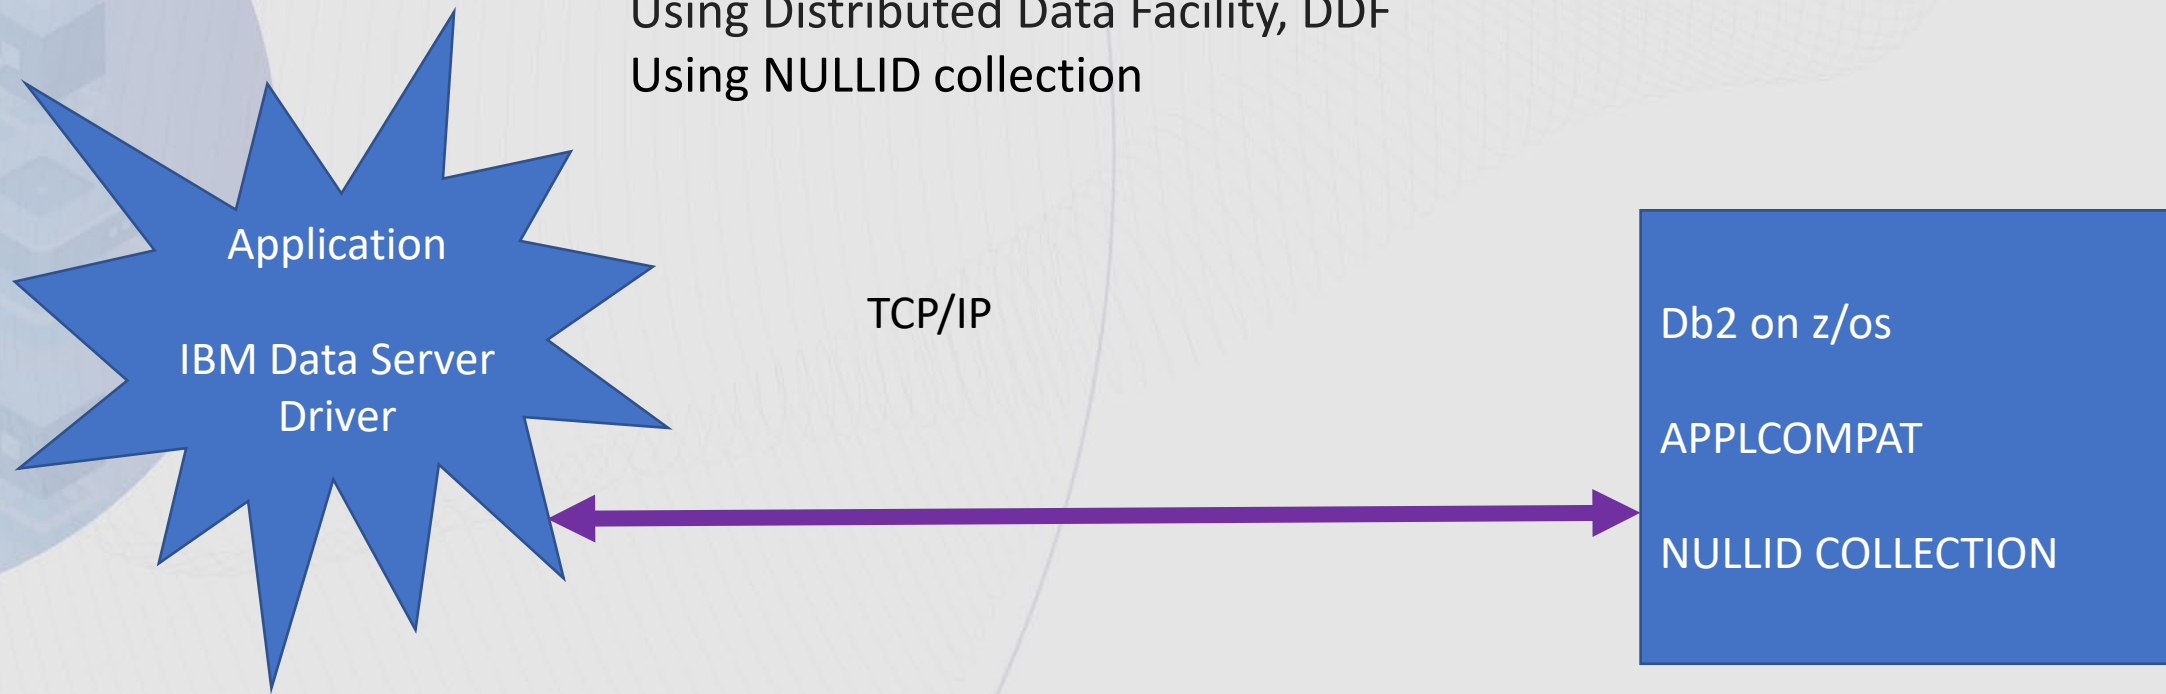 Using Distributed Data Facility, DDF
Using NULLID collection
Application
IBM Data Server
Driver
TCP/IP
Db2 on z/os
APPLCOMPAT
NULLID COLLECTION